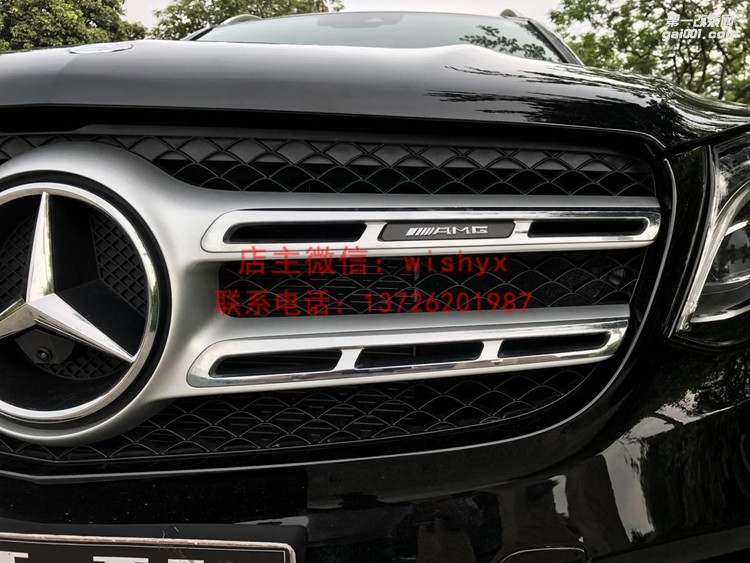 第一改装网
gai001.com
AMG
店主微信：wishyx
联系电话：13726201987